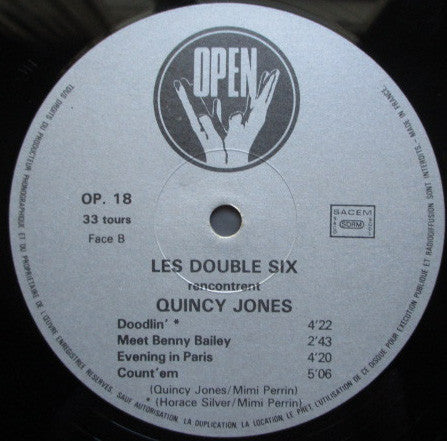 OPEN
OP. 18
33 tours
Face B
SACEM
SDRM
LES DOUBLE SIX
rencontrent
QUINCY JONES
Doodlin' * 4'22
Meet Benny Bailey 2'43
Evening in Paris 4'20
Count'em 5'06
(Quincy Jones/Mimi Perrin)
* (Horace Silver/Mimi Perrin)
TOUS DROITS DU PRODUCTEUR PHONOGRAPHIQUE ET DU PROPRIETAIRE DE L'ŒUVRE ENREGISTREE RESERVES. SAUF AUTORISATION LA DUPLICATION, LA LOCATION, LE PRET, L'UTILISATION DE CE DISQUE POUR EXECUTION PUBLIQUE ET RADIODIFFUSION SONT INTERDITS - MADE IN FRANCE